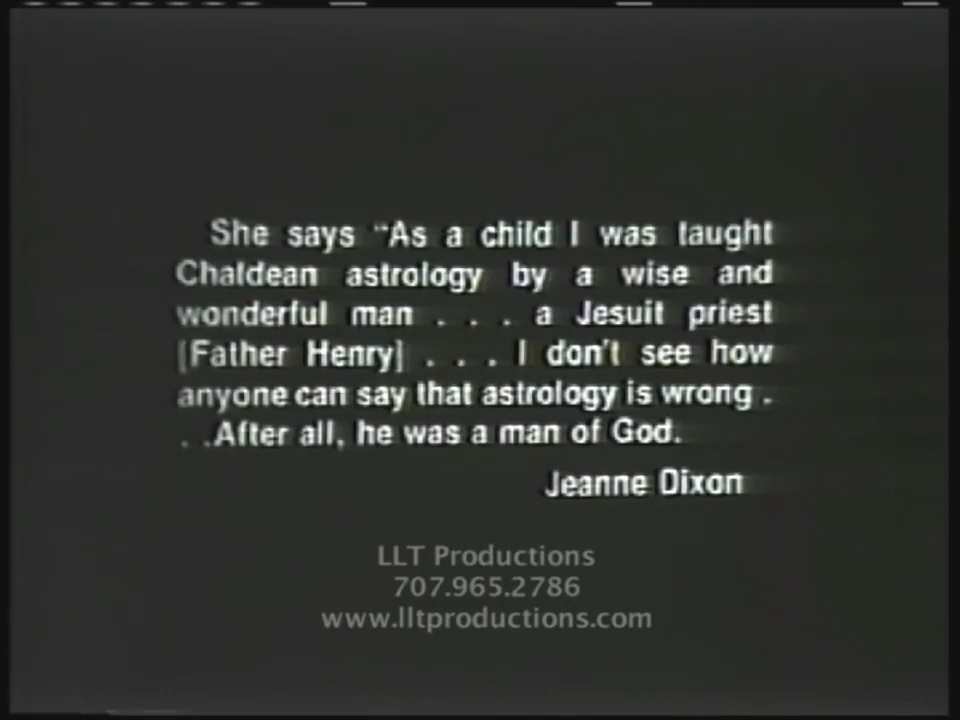 She says "As a child I was taught
Chaldean astrology by a wise and
wonderful man . . . a Jesuit priest
[Father Henry] . . . I don't see how
anyone can say that astrology is wrong .
. .After all, he was a man of God.
Jeanne Dixon
LLT Productions
707.965.2786
www.lltproductions.com